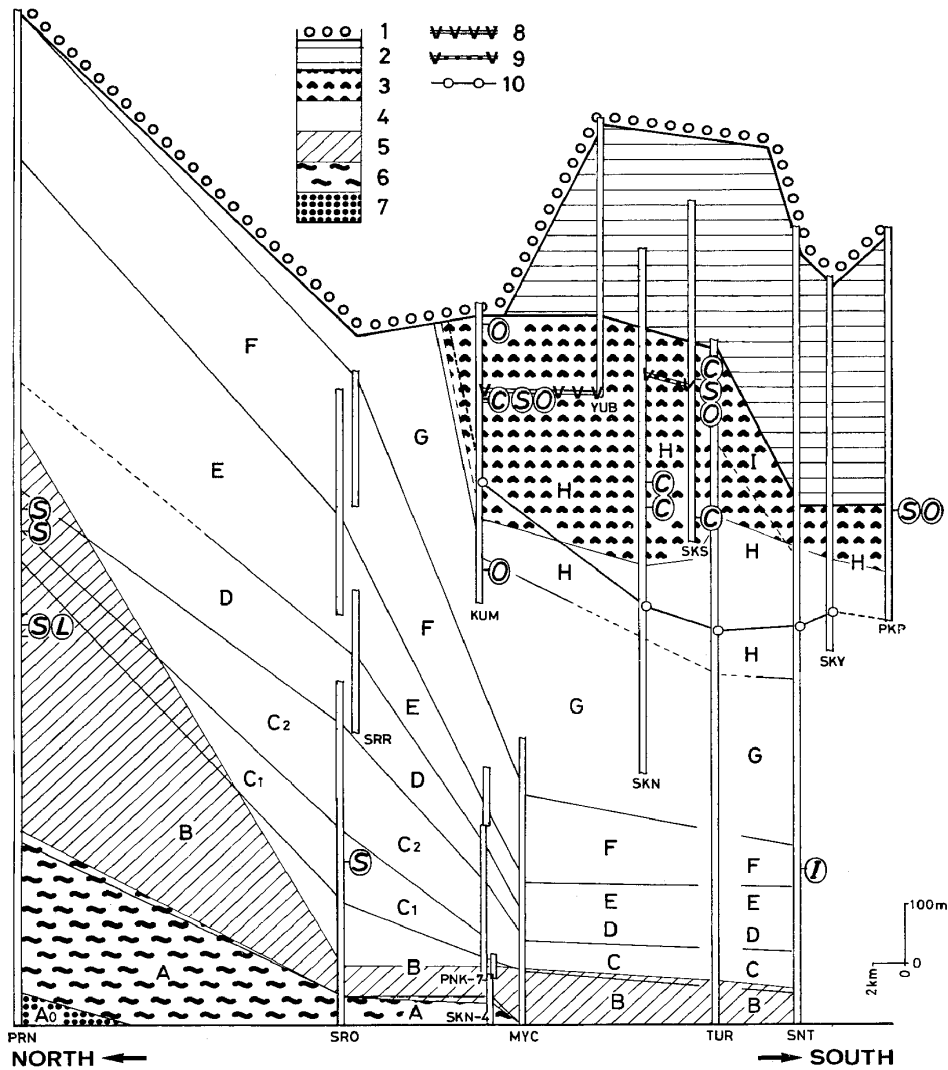 1 8
2 9
3 10
4
5
6
7
F
E
D
C2
C1
B
A
A0
S
S
S L
G
F
E
D
C2
C1
B
A
S
O
C S O
O
YUB
H
H
I
C
S
O
C
C
C
SKS
H
H
H
H
S O
KUM
PKP
SKY
SRR
SKN
G
G
F
F
I
E
E
D
D
C
C
B
B
PNK-7
SKN-4
100m
0
2km
0
PRN SRO MYC TUR SNT
NORTH SOUTH